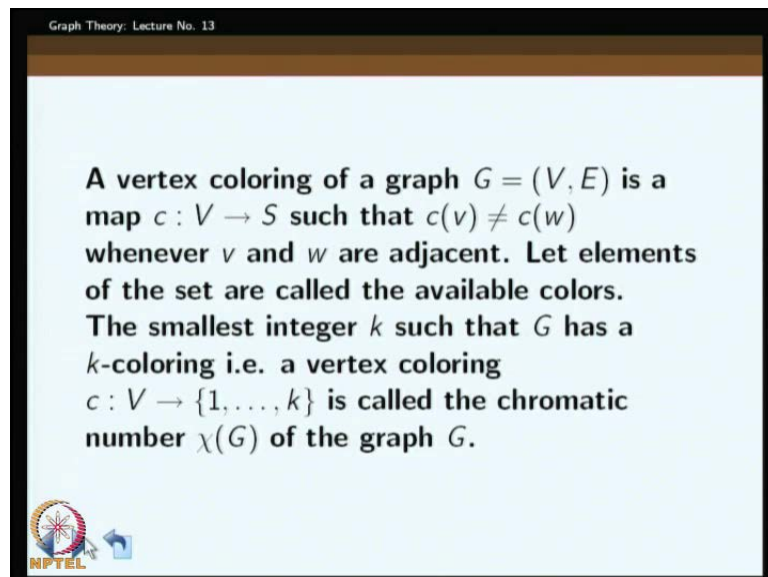 Graph Theory: Lecture No. 13
A vertex coloring of a graph G = (V, E) is a
map c : V → S such that c(v) ≠ c(w)
whenever v and w are adjacent. Let elements
of the set are called the available colors.
The smallest integer k such that G has a
k-coloring i.e. a vertex coloring
c : V → {1, . . . , k} is called the chromatic
number χ(G) of the graph G.
NPTEL